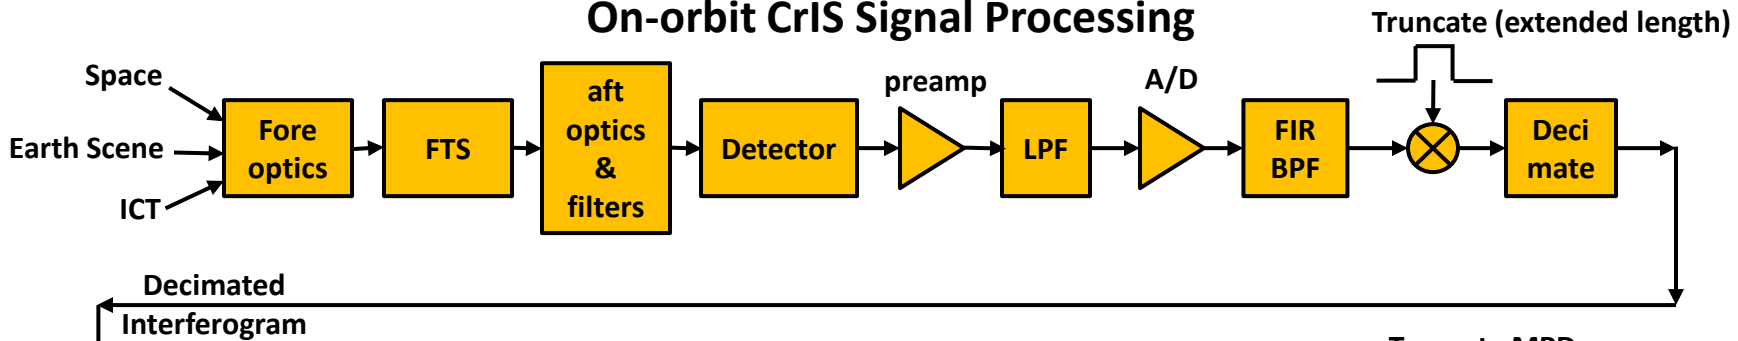 On-orbit CrIS Signal Processing
Truncate (extended length)
Space
Earth Scene
ICT
Fore
optics
FTS
aft
optics
&
filters
Detector
preamp
LPF
A/D
FIR
BPF
Deci
mate
Decimated
Interferogram